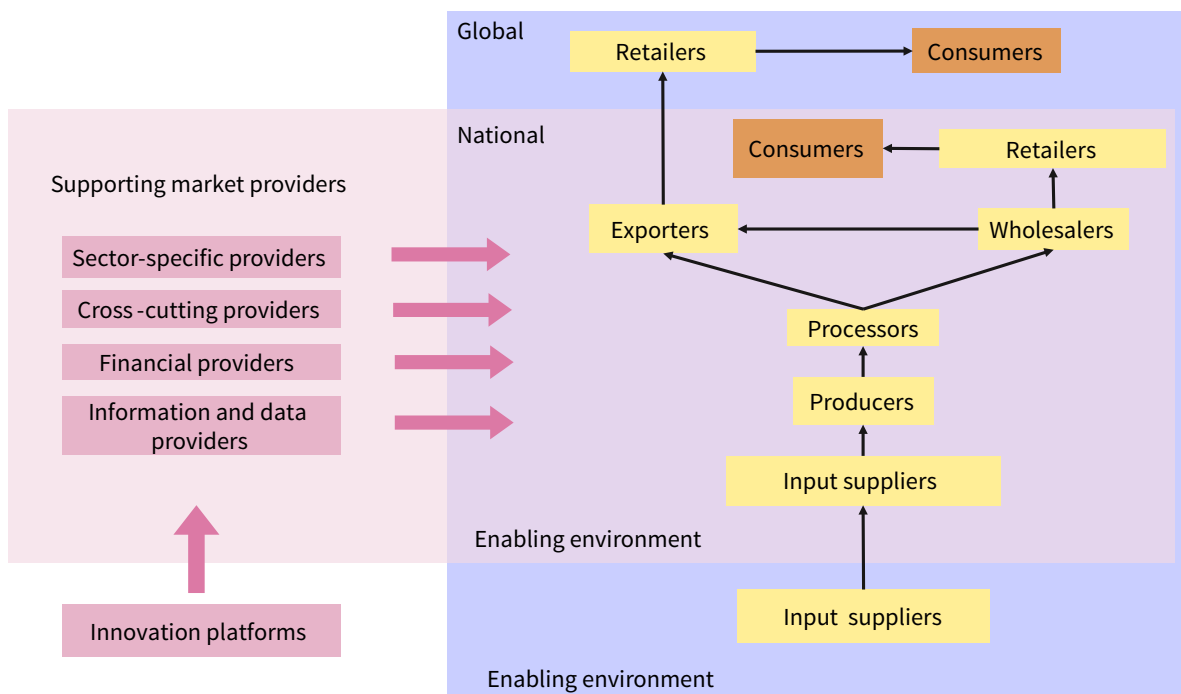 Global
Retailers
Consumers
National
Consumers
Retailers
Supporting market providers
Exporters
Wholesalers
Sector-specific providers
Cross -cutting providers
Processors
Financial providers
Producers
Information and data
providers
Input suppliers
Enabling environment
Innovation platforms
Input suppliers
Enabling environment